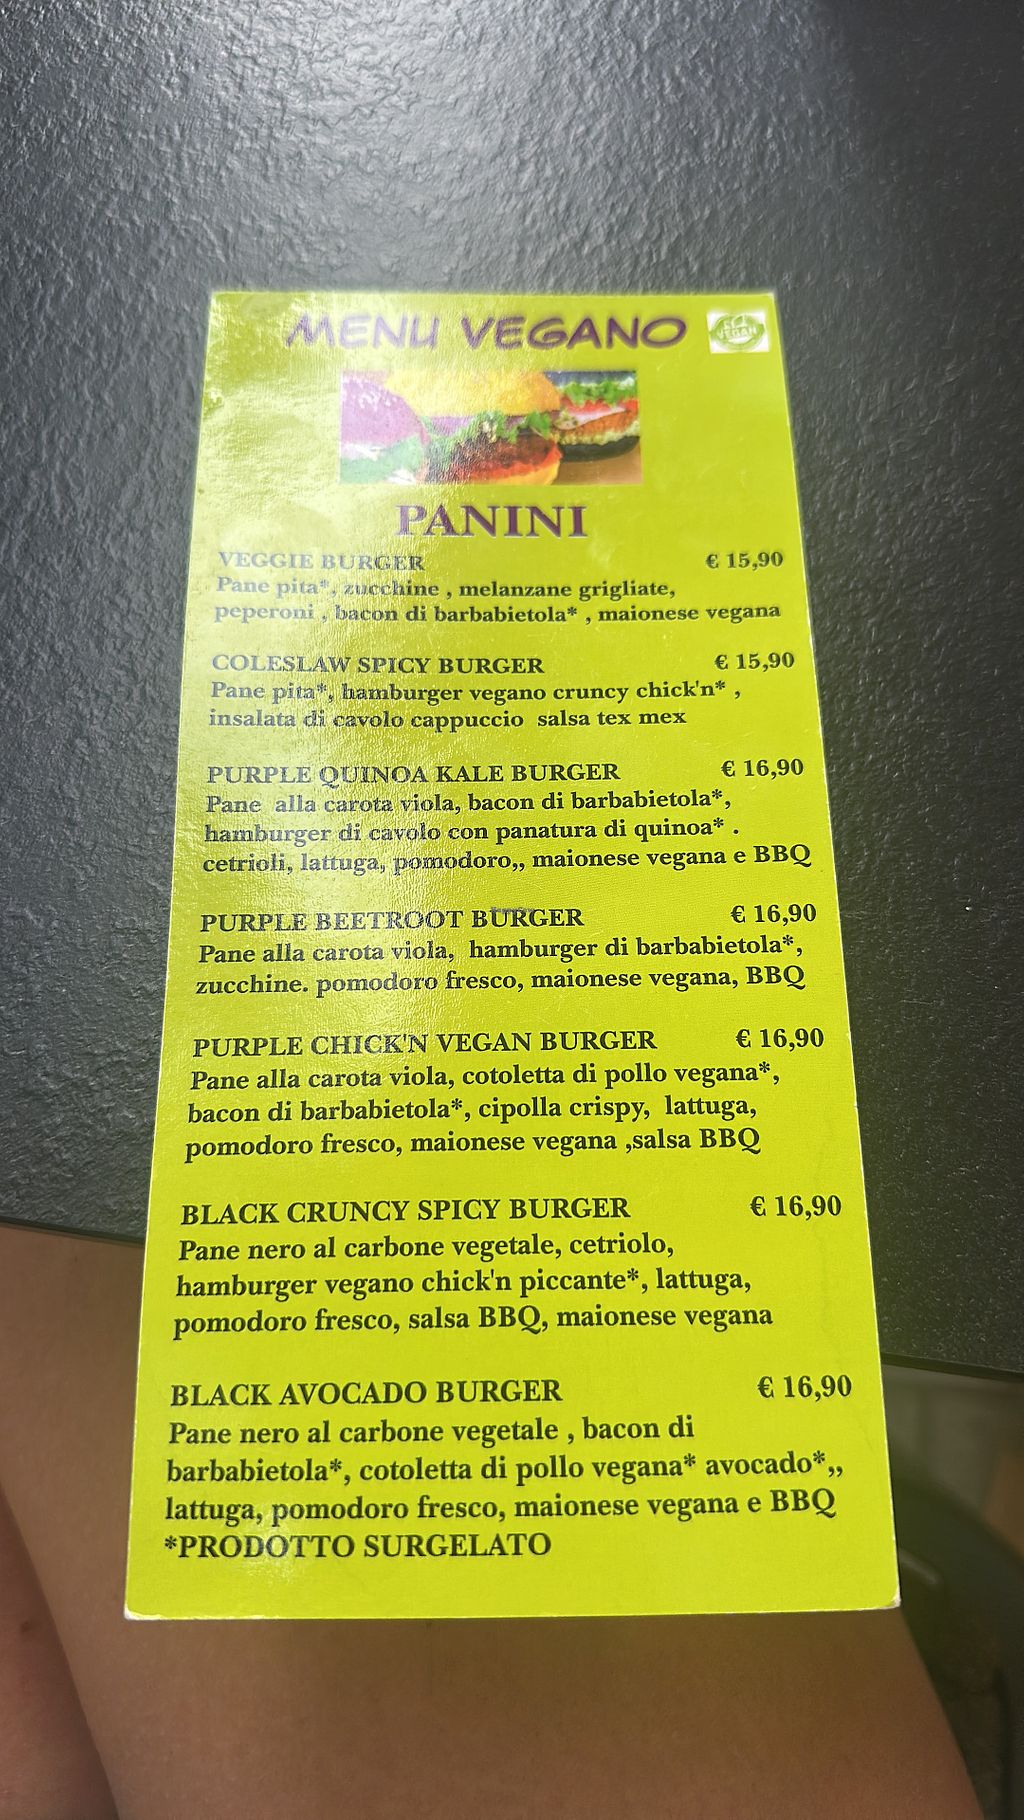 MENU VEGANO
VEGAN
PANINI
VEGGIE BURGER € 15,90
Pane pita*, zucchine , melanzane grigliate,
peperoni , bacon di barbabietola* , maionese vegana
COLESLAW SPICY BURGER € 15,90
Pane pita*, hamburger vegano cruncy chick'n* ,
insalata di cavolo cappuccio salsa tex mex
PURPLE QUINOA KALE BURGER € 16,90
Pane alla carota viola, bacon di barbabietola*,
hamburger di cavolo con panatura di quinoa* .
cetrioli, lattuga, pomodoro,, maionese vegana e BBQ
PURPLE BEETROOT BURGER € 16,90
Pane alla carota viola, hamburger di barbabietola*,
zucchine. pomodoro fresco, maionese vegana, BBQ
PURPLE CHICK'N VEGAN BURGER € 16,90
Pane alla carota viola, cotoletta di pollo vegana*,
bacon di barbabietola*, cipolla crispy, lattuga,
pomodoro fresco, maionese vegana ,salsa BBQ
BLACK CRUNCY SPICY BURGER € 16,90
Pane nero al carbone vegetale, cetriolo,
hamburger vegano chick'n piccante*, lattuga,
pomodoro fresco, salsa BBQ, maionese vegana
BLACK AVOCADO BURGER € 16,90
Pane nero al carbone vegetale , bacon di
barbabietola*, cotoletta di pollo vegana* avocado*,,
lattuga, pomodoro fresco, maionese vegana e BBQ
*PRODOTTO SURGELATO